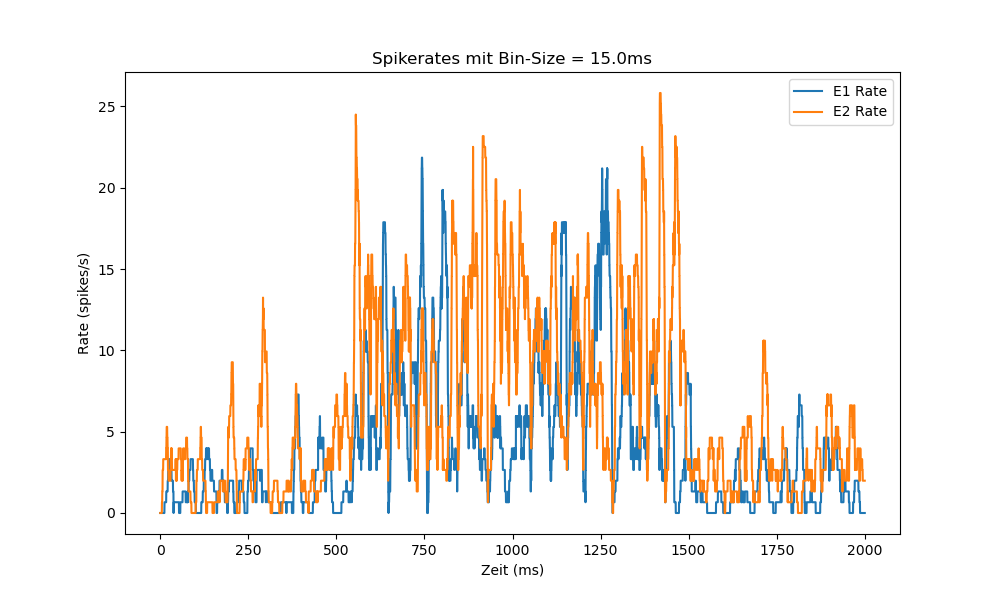 Spikerates mit Bin-Size = 15.0ms
E1 Rate
E2 Rate
25
20
15
10
5
0
Rate (spikes/s)
0 250 500 750 1000 1250 1500 1750 2000
Zeit (ms)